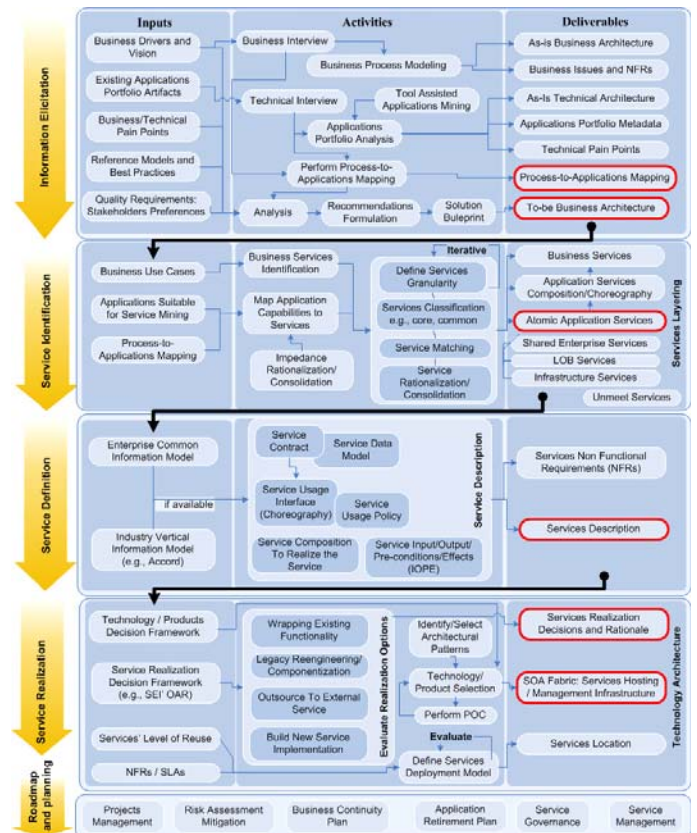 Inputs
Activities
Deliverables
Information Elicitation
Business Drivers and
Vision
Existing Applications
Portfolio Artifacts
Business/Technical
Pain Points
Reference Models and
Best Practices
Quality Requirements:
Stakeholders Preferences
Business Interview
Business Process Modeling
Technical Interview
Tool Assisted
Applications Mining
Applications
Portfolio Analysis
Perform Process-to-
Applications Mapping
Analysis
Recommendations
Formulation
Solution
Buleprint
As-is Business Architecture
Business Issues and NFRs
As-Is Technical Architecture
Applications Portfolio Metadata
Technical Pain Points
Process-to-Applications Mapping
To-be Business Architecture
Service Identification
Business Use Cases
Applications Suitable
for Service Mining
Process-to-
Applications Mapping
Business Services
Identification
Map Application
Capabilities to
Services
Impedance
Rationalization/
Consolidation
Iterative
Define Services
Granularity
Services Classification
e.g., core, common
Service Matching
Service
Rationalization/
Consolidation
Business Services
Application Services
Composition/Choreography
Atomic Application Services
Shared Enterprise Services
LOB Services
Infrastructure Services
Unmeet Services
Services Layering
Service Definition
Enterprise Common
Information Model
if available
Industry Vertical
Information Model
(e.g., Accord)
Service
Contract
Service Data
Model
Service Usage
Interface
(Choreography)
Service
Usage Policy
Service Composition
To Realize the
Service
Service Input/Output/
Pre-conditions/Effects
(IOPE)
Service Description
Services Non Functional
Requirements (NFRs)
Services Description
Service Realization
Technology / Products
Decision Framework
Service Realization
Decision Framework
(e.g., SEI' OAR)
Services' Level of Reuse
NFRs / SLAs
Wrapping Existing
Functionality
Legacy Reengineering/
Componentization
Outsource To External
Service
Build New Service
Implementation
Evaluate Realization Options
Identify/Select
Architectural
Patterns
Technology/
Product Selection
Perform POC
Evaluate
Define Services
Deployment Model
Services Realization
Decisions and Rationale
SOA Fabric: Services Hosting
/ Management Infrastructure
Services Location
Technology Architecture
Roadmap
and planning
Projects
Management
Risk Assessment
Mitigation
Business Continuity
Plan
Application
Retirement Plan
Service
Governance
Service
Management